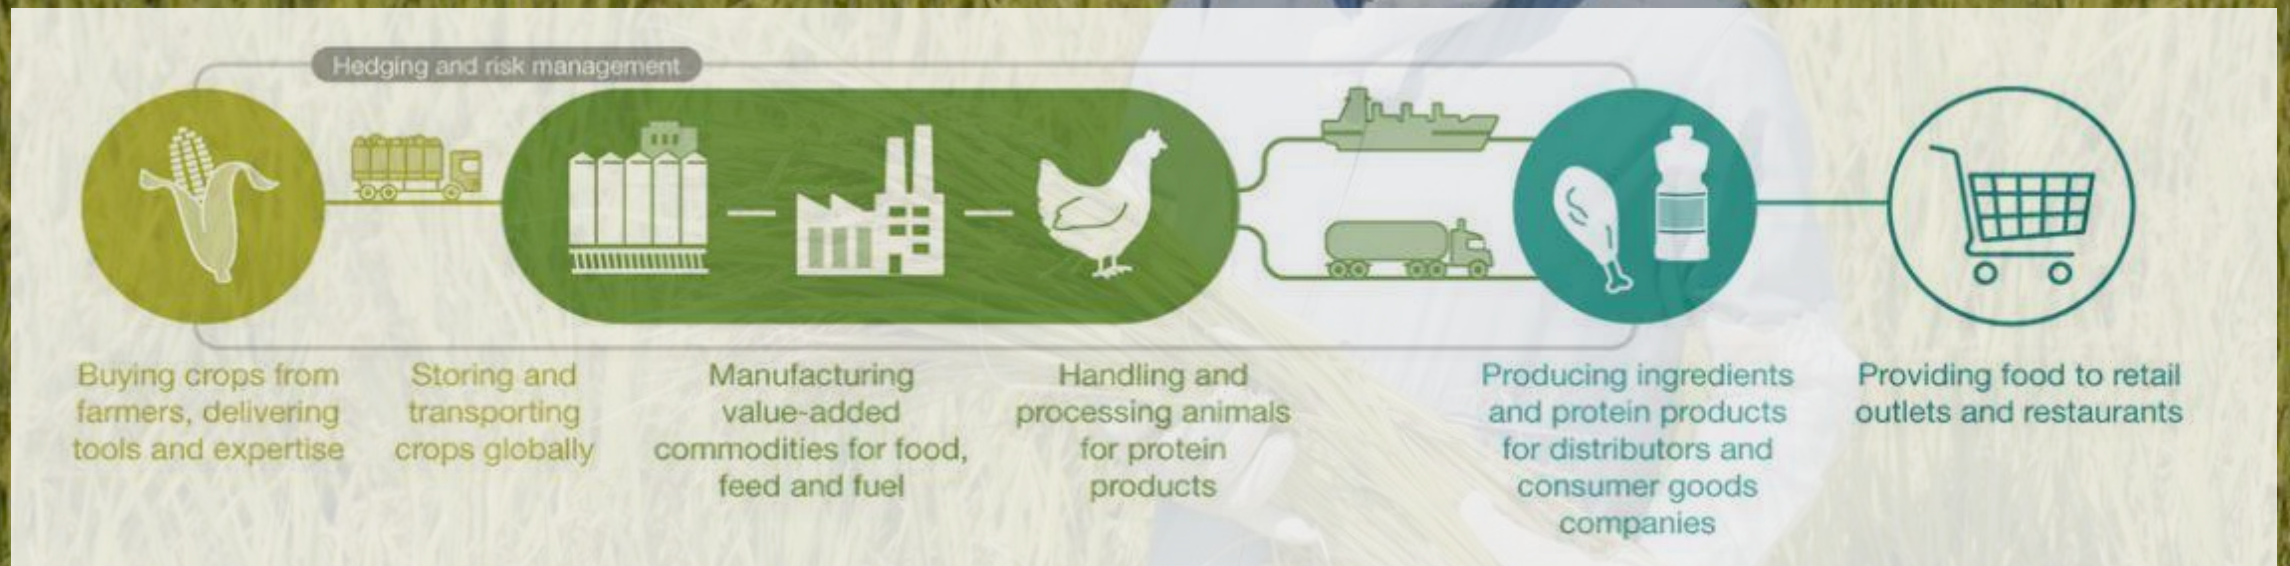 Hedging and risk management
Buying crops from
farmers, delivering
tools and expertise
Storing and
transporting
crops globally
Manufacturing
value-added
commodities for food,
feed and fuel
Handling and
processing animals
for protein
products
Producing ingredients
and protein products
for distributors and
consumer goods
companies
Providing food to retail
outlets and restaurants